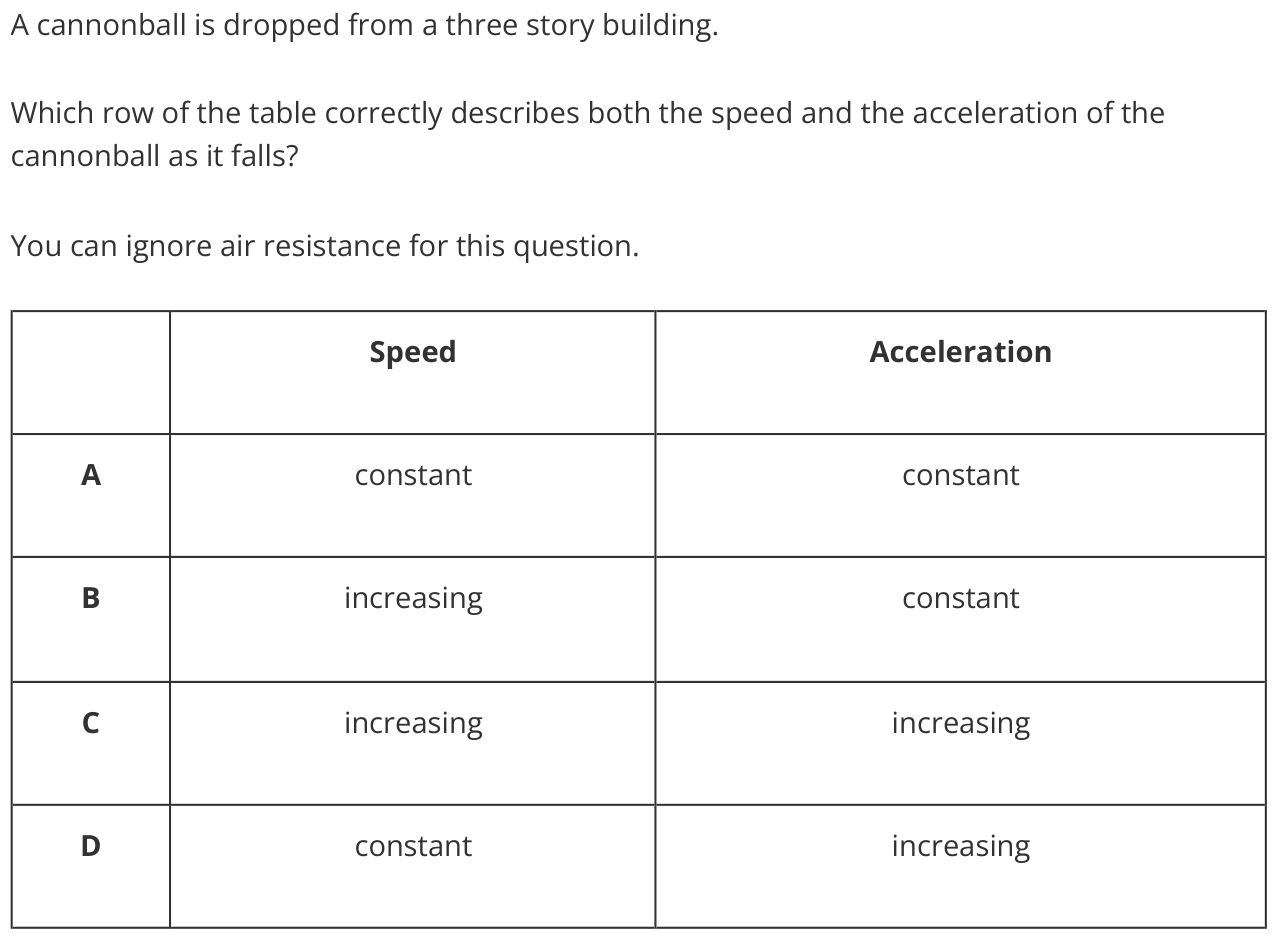 A cannonball is dropped from a three story building.
Which row of the table correctly describes both the speed and the acceleration of the
cannonball as it falls?
You can ignore air resistance for this question.
Speed Acceleration
A constant constant
B increasing constant
C increasing increasing
D constant increasing